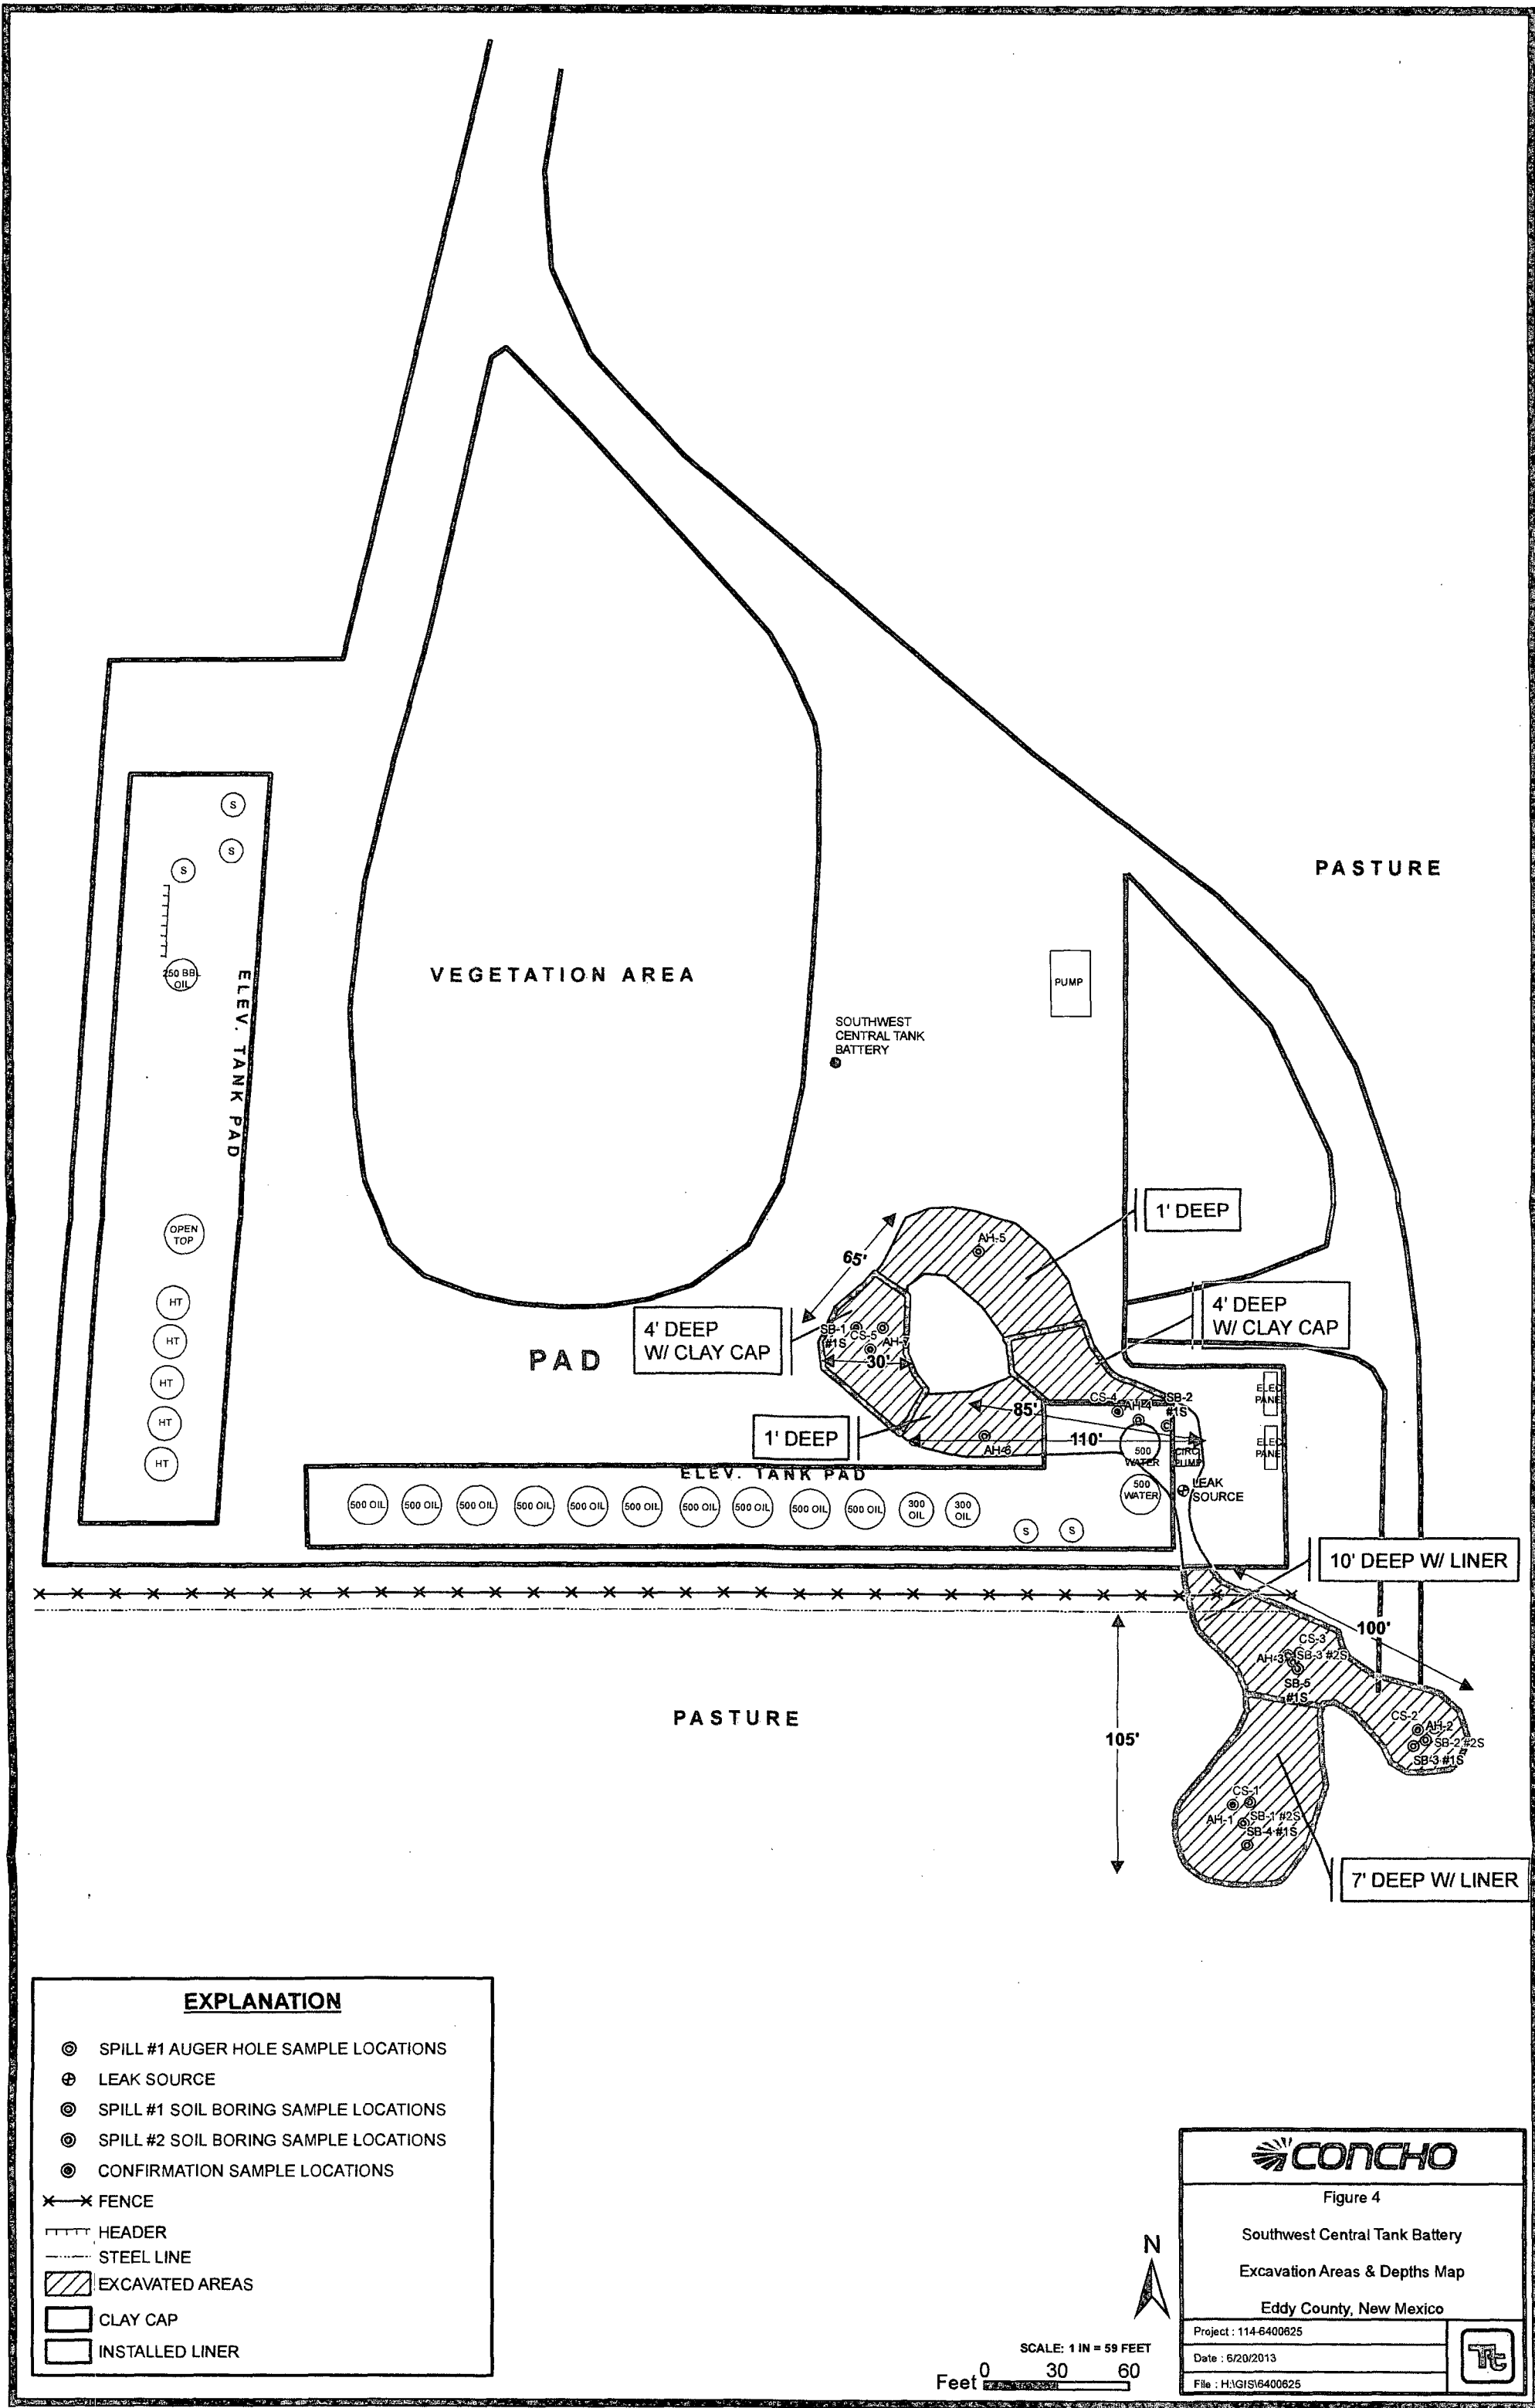 PASTURE
S
S
S
250 BBL
OIL
ELEV. TANK PAD
VEGETATION AREA
PUMP
SOUTHWEST
CENTRAL TANK
BATTERY
1' DEEP
OPEN
TOP
AH-5
65'
4' DEEP
W/ CLAY CAP
HT
HT
HT
HT
HT
4' DEEP
W/ CLAY CAP
SB-1
#1S
CS-5
AH-7
30'
PAD
ELEC
PANE
CS-4
AH-4
SB-2
#1S
85'
1' DEEP
110'
AH-6
500
WATER
CIRC
PUMP
ELEC
PANE
ELEV. TANK PAD
500 OIL
500 OIL
500 OIL
500 OIL
500 OIL
500 OIL
500 OIL
500 OIL
500 OIL
500 OIL
300
OIL
300
OIL
500
WATER
LEAK
SOURCE
S
S
10' DEEP W/ LINER
100'
CS-3
AH-3
SB-3 #2S
SB-5
#1S
PASTURE
105'
CS-2
AH-2
SB-2 #2S
SB-3 #1S
CS-1
AH-1
SB-1 #2S
SB-4 #1S
7' DEEP W/ LINER
EXPLANATION
SPILL #1 AUGER HOLE SAMPLE LOCATIONS
LEAK SOURCE
SPILL #1 SOIL BORING SAMPLE LOCATIONS
SPILL #2 SOIL BORING SAMPLE LOCATIONS
CONFIRMATION SAMPLE LOCATIONS
FENCE
HEADER
STEEL LINE
EXCAVATED AREAS
CLAY CAP
INSTALLED LINER
N
SCALE: 1 IN = 59 FEET
Feet 0 30 60
CONCHO
Figure 4
Southwest Central Tank Battery
Excavation Areas & Depths Map
Eddy County, New Mexico
Project : 114-6400625
Date : 6/20/2013
File : H:\GIS\6400625
Tt